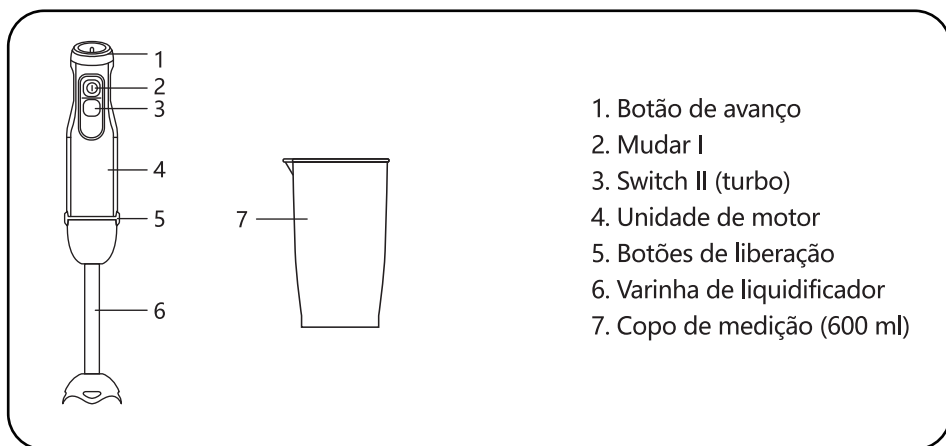 1
2
3
4
5
6
7
1. Botão de avanço
2. Mudar I
3. Switch II (turbo)
4. Unidade de motor
5. Botões de liberação
6. Varinha de liquidificador
7. Copo de medição (600 ml)